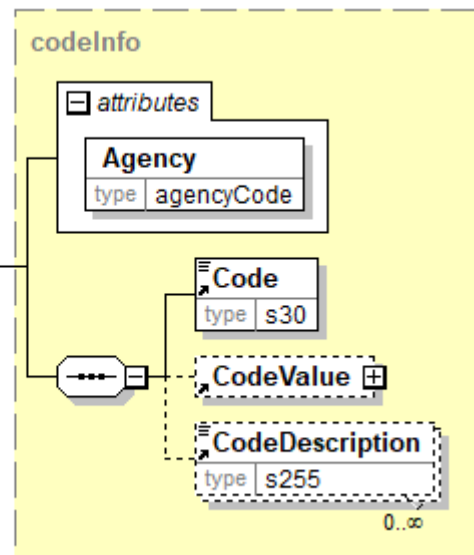 codeInfo
attributes
Agency
type agencyCode
Code
type s30
CodeValue
CodeDescription
type s255
0..∞